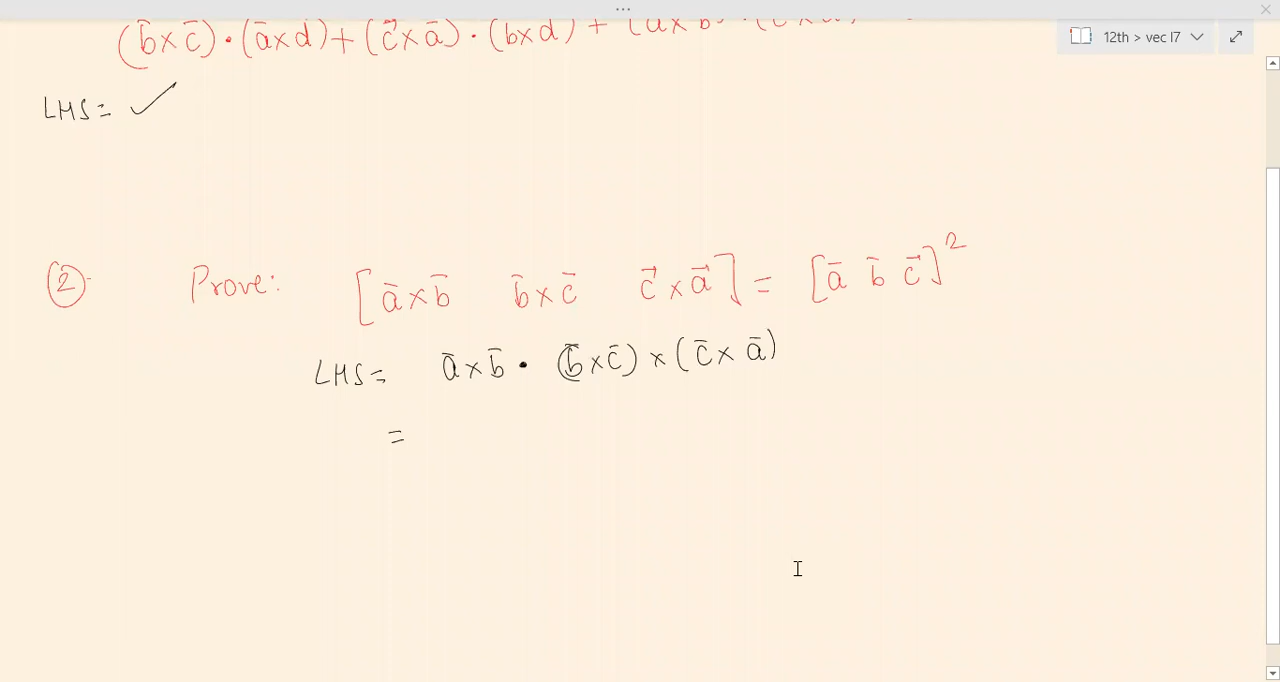 (b̄×c̄)·(ā×d)+(c⃗×ā)·(b×d)+(ā×b
12th > vec l7
LHS= ✓
② Prove: [ā×b̄ b̄×c̄ c⃗×a⃗] = [ā b̄ c⃗]²
LHS= ā×b̄ · (b̄×c̄)×(c̄×ā)
=